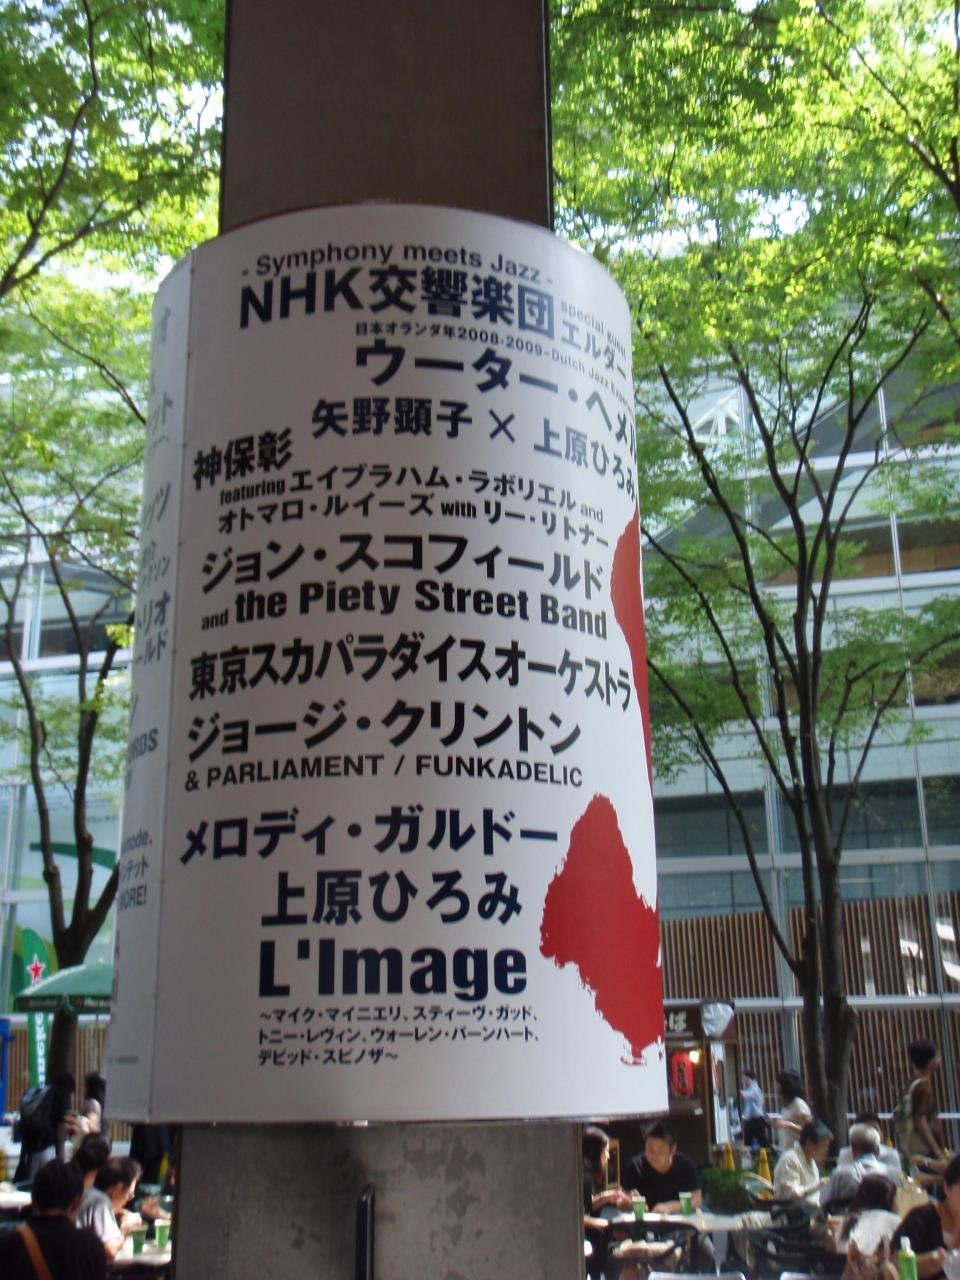 - Symphony meets Jazz -
NHK交響楽団 special guest エルダー
日本オランダ年2008-2009-Dutch Jazz
ウーター・ヘメル
矢野顕子 × 上原ひろみ
神保彰
featuring エイブラハム・ラボリエル and
オトマロ・ルイーズ with リー・リトナー
ジョン・スコフィールド
and the Piety Street Band
東京スカパラダイスオーケストラ
ジョージ・クリントン
& PARLIAMENT / FUNKADELIC
メロディ・ガルドー
上原ひろみ
L'Image
~マイク・マイニエリ、スティーヴ・ガッド、
トニー・レヴィン、ウォーレン・バーンハート、
デビッド・スピノザ~